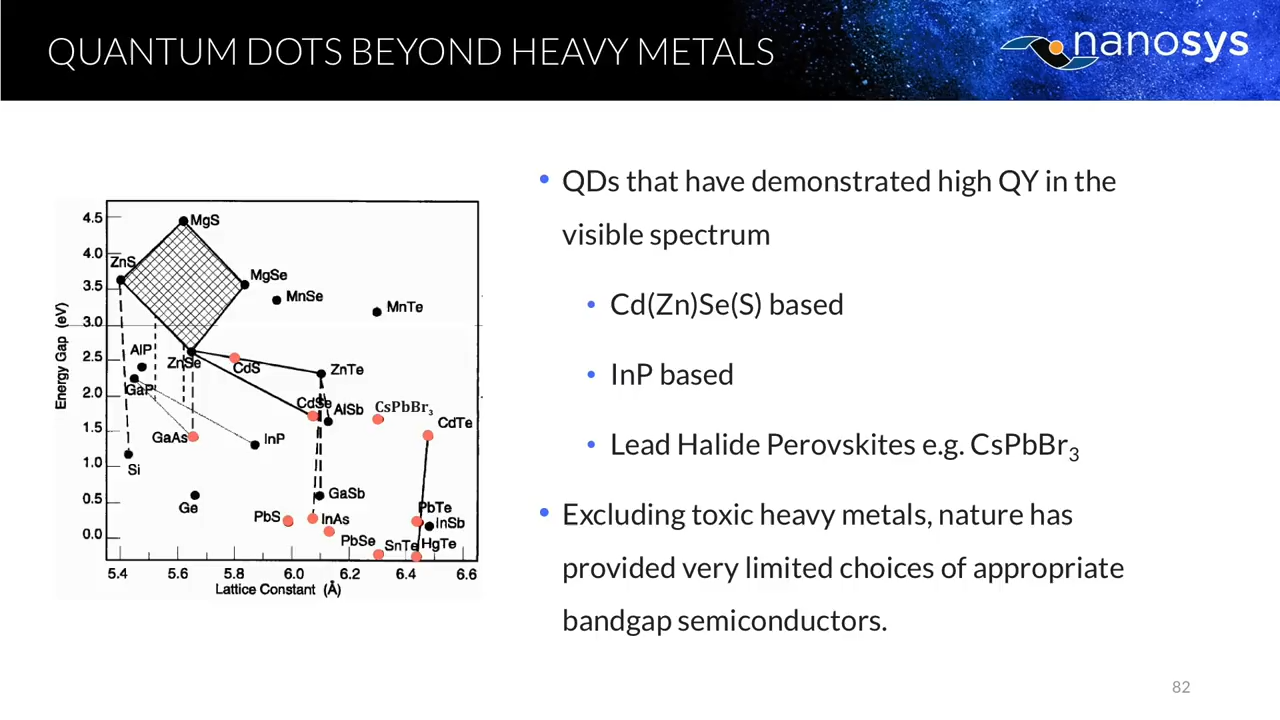 QUANTUM DOTS BEYOND HEAVY METALS
nanosys
4.5
4.0
3.5
3.0
2.5
2.0
1.5
1.0
0.5
0.0
Energy Gap (eV)
MgS
ZnS
MgSe
MnSe
MnTe
AlP
ZnSe
CdS
ZnTe
GaP
CdSe
AlSb
CsPbBr₃
CdTe
GaAs
InP
Si
Ge
GaSb
PbS
InAs
PbTe
InSb
PbSe
SnTe
HgTe
5.4 5.6 5.8 6.0 6.2 6.4 6.6
Lattice Constant (Å)
• QDs that have demonstrated high QY in the
visible spectrum
• Cd(Zn)Se(S) based
• InP based
• Lead Halide Perovskites e.g. CsPbBr₃
• Excluding toxic heavy metals, nature has
provided very limited choices of appropriate
bandgap semiconductors.
82